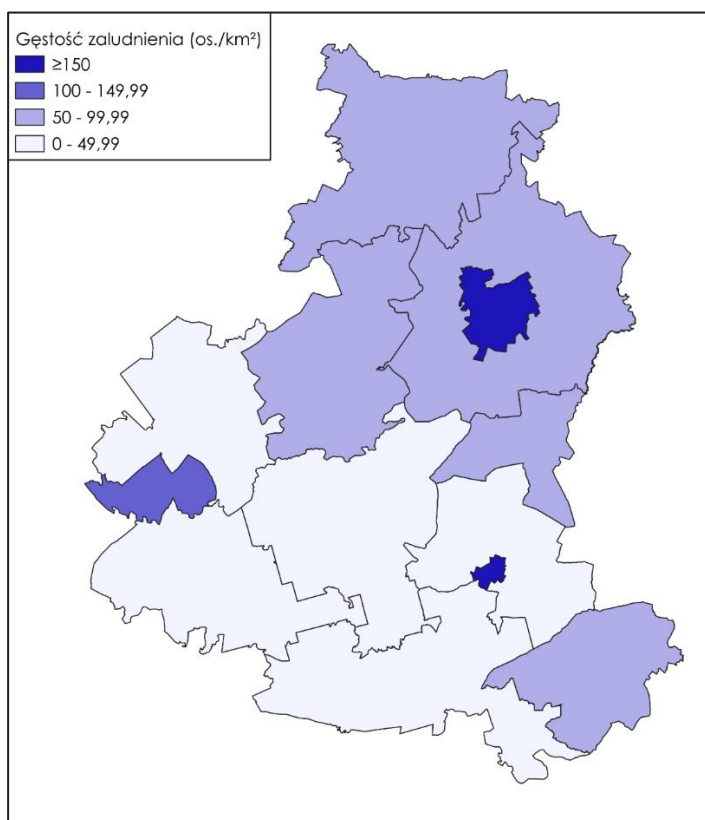 Gęstość zaludnienia (os./km²)
≥150
100 - 149,99
50 - 99,99
0 - 49,99